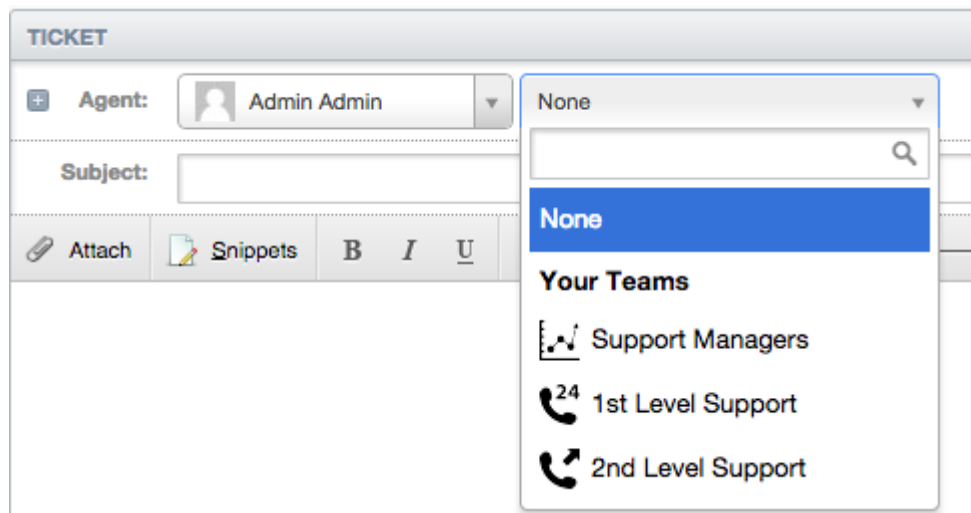 TICKET
Agent: Admin Admin None
Subject:
None
Attach Snippets B I U
Your Teams
Support Managers
24 1st Level Support
2nd Level Support